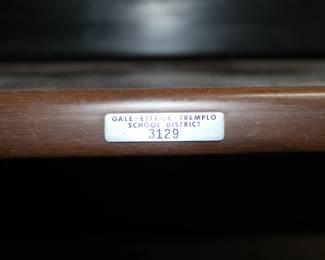 GALE-ETTRICK-TREMPLO
SCHOOL DISTRICT
3129